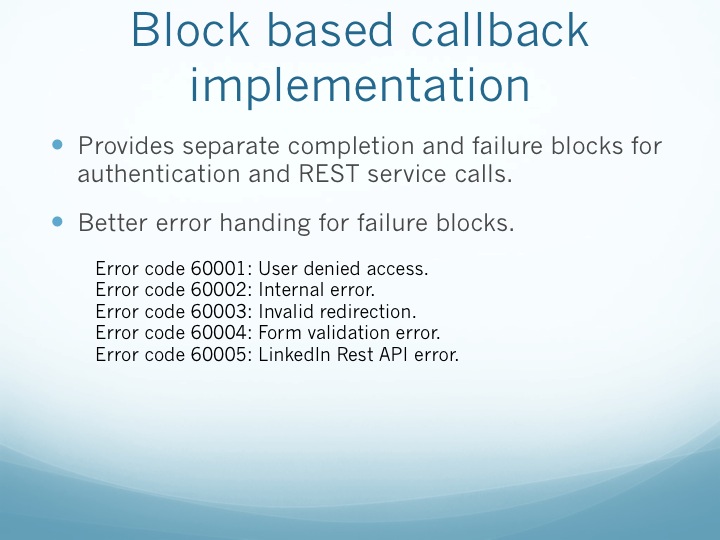 Block based callback
implementation
• Provides separate completion and failure blocks for
authentication and REST service calls.
• Better error handing for failure blocks.
Error code 60001: User denied access.
Error code 60002: Internal error.
Error code 60003: Invalid redirection.
Error code 60004: Form validation error.
Error code 60005: LinkedIn Rest API error.